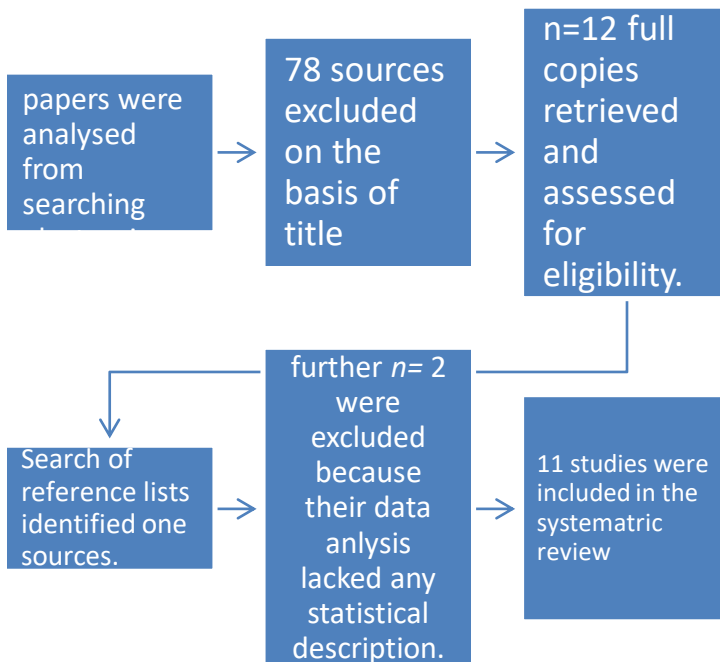 papers were
analysed
from
searching
78 sources
excluded
on the
basis of
title
n=12 full
copies
retrieved
and
assessed
for
eligibility.
Search of
reference lists
identified one
sources.
further n= 2
were
excluded
because
their data
anlysis
lacked any
statistical
description.
11 studies were
included in the
systematric
review